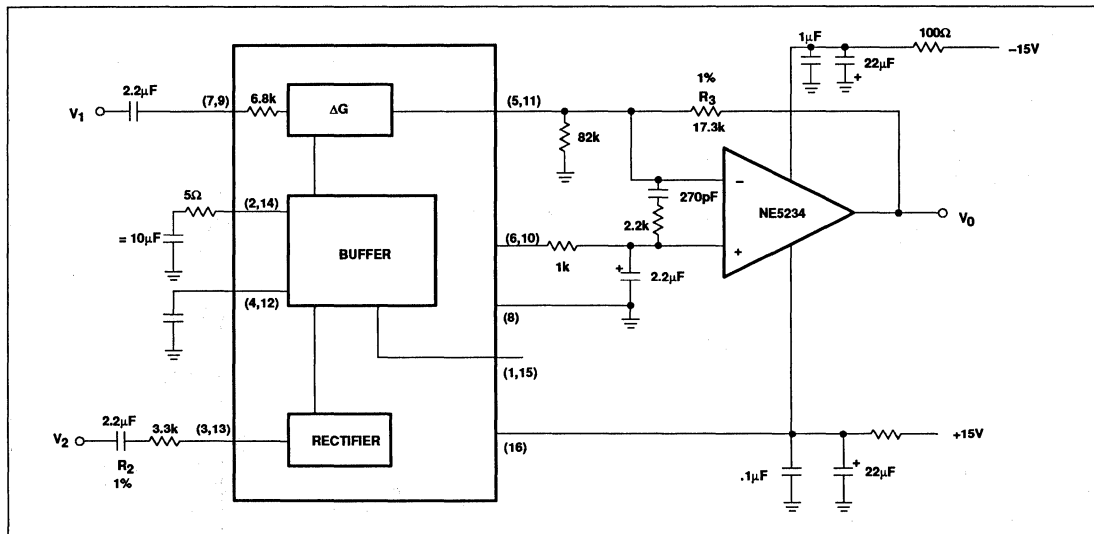 1µF
100Ω
–15V
22µF
+
2.2µF
V1
(7,9)
6.8k
ΔG
(5,11)
1%
R3
17.3k
82k
5Ω
(2,14)
= 10µF
BUFFER
270pF
2.2k
–
NE5234
+
V0
(6,10)
1k
+
2.2µF
(4,12)
(8)
(1,15)
2.2µF
3.3k
V2
(3,13)
RECTIFIER
R2
1%
(16)
+15V
.1µF
+
22µF